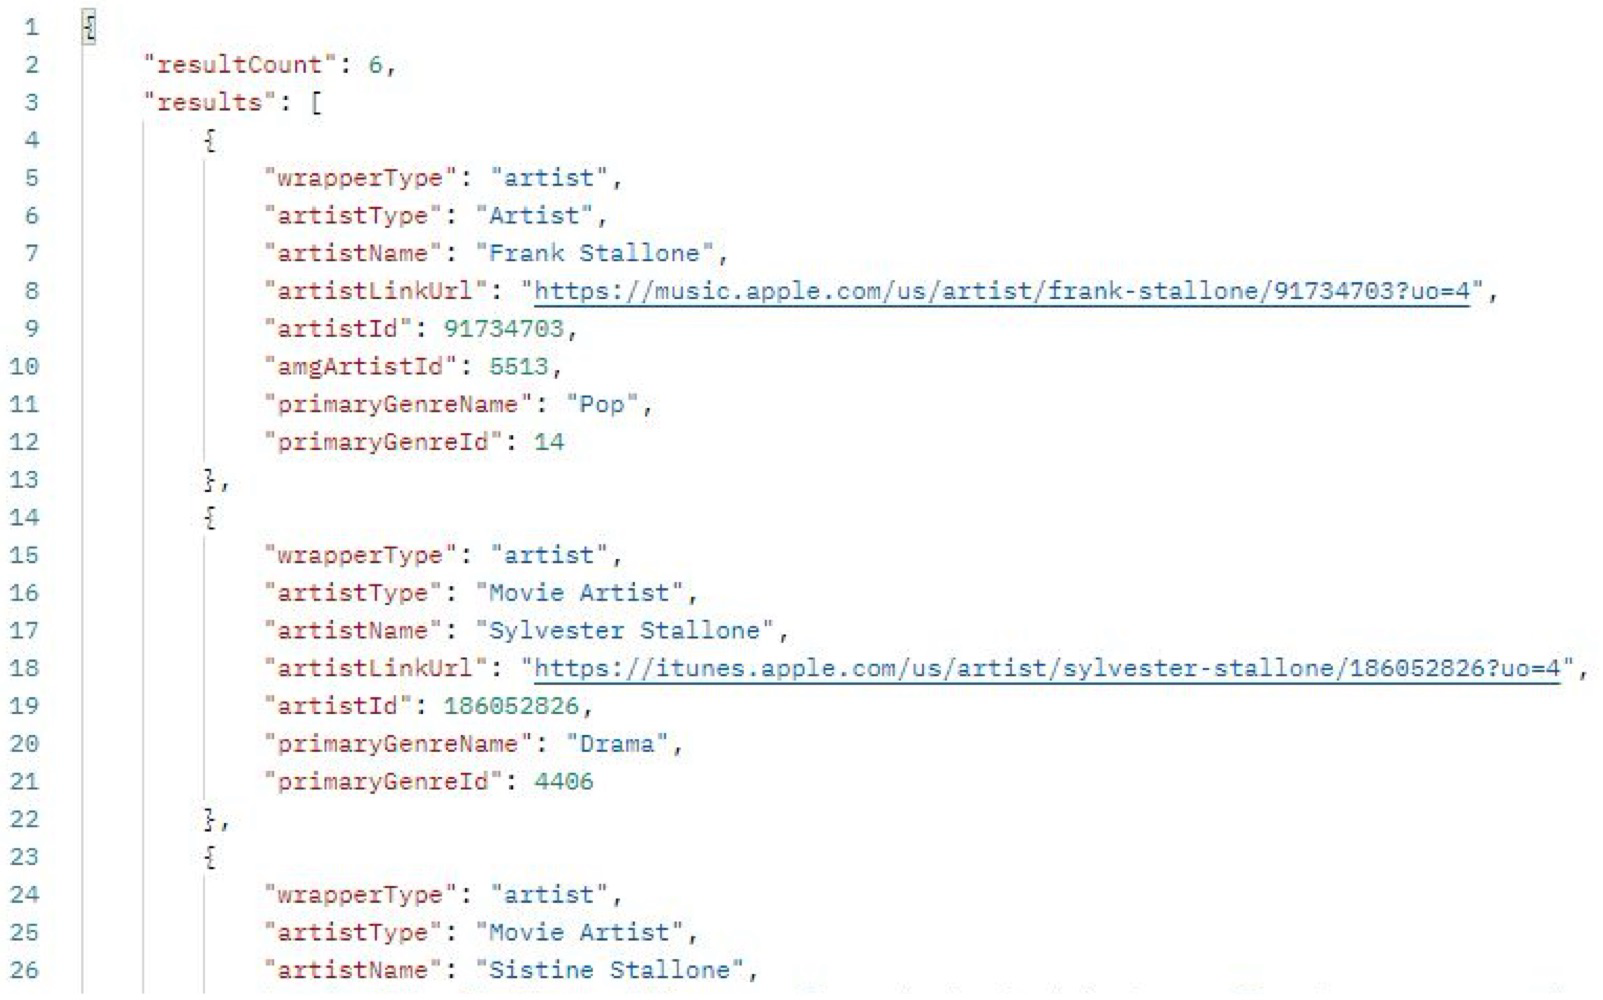 1 {
2 "resultCount": 6,
3 "results": [
4 {
5 "wrapperType": "artist",
6 "artistType": "Artist",
7 "artistName": "Frank Stallone",
8 "artistLinkUrl": "https://music.apple.com/us/artist/frank-stallone/91734703?uo=4",
9 "artistId": 91734703,
10 "amgArtistId": 5513,
11 "primaryGenreName": "Pop",
12 "primaryGenreId": 14
13 },
14 {
15 "wrapperType": "artist",
16 "artistType": "Movie Artist",
17 "artistName": "Sylvester Stallone",
18 "artistLinkUrl": "https://itunes.apple.com/us/artist/sylvester-stallone/186052826?uo=4",
19 "artistId": 186052826,
20 "primaryGenreName": "Drama",
21 "primaryGenreId": 4406
22 },
23 {
24 "wrapperType": "artist",
25 "artistType": "Movie Artist",
26 "artistName": "Sistine Stallone",